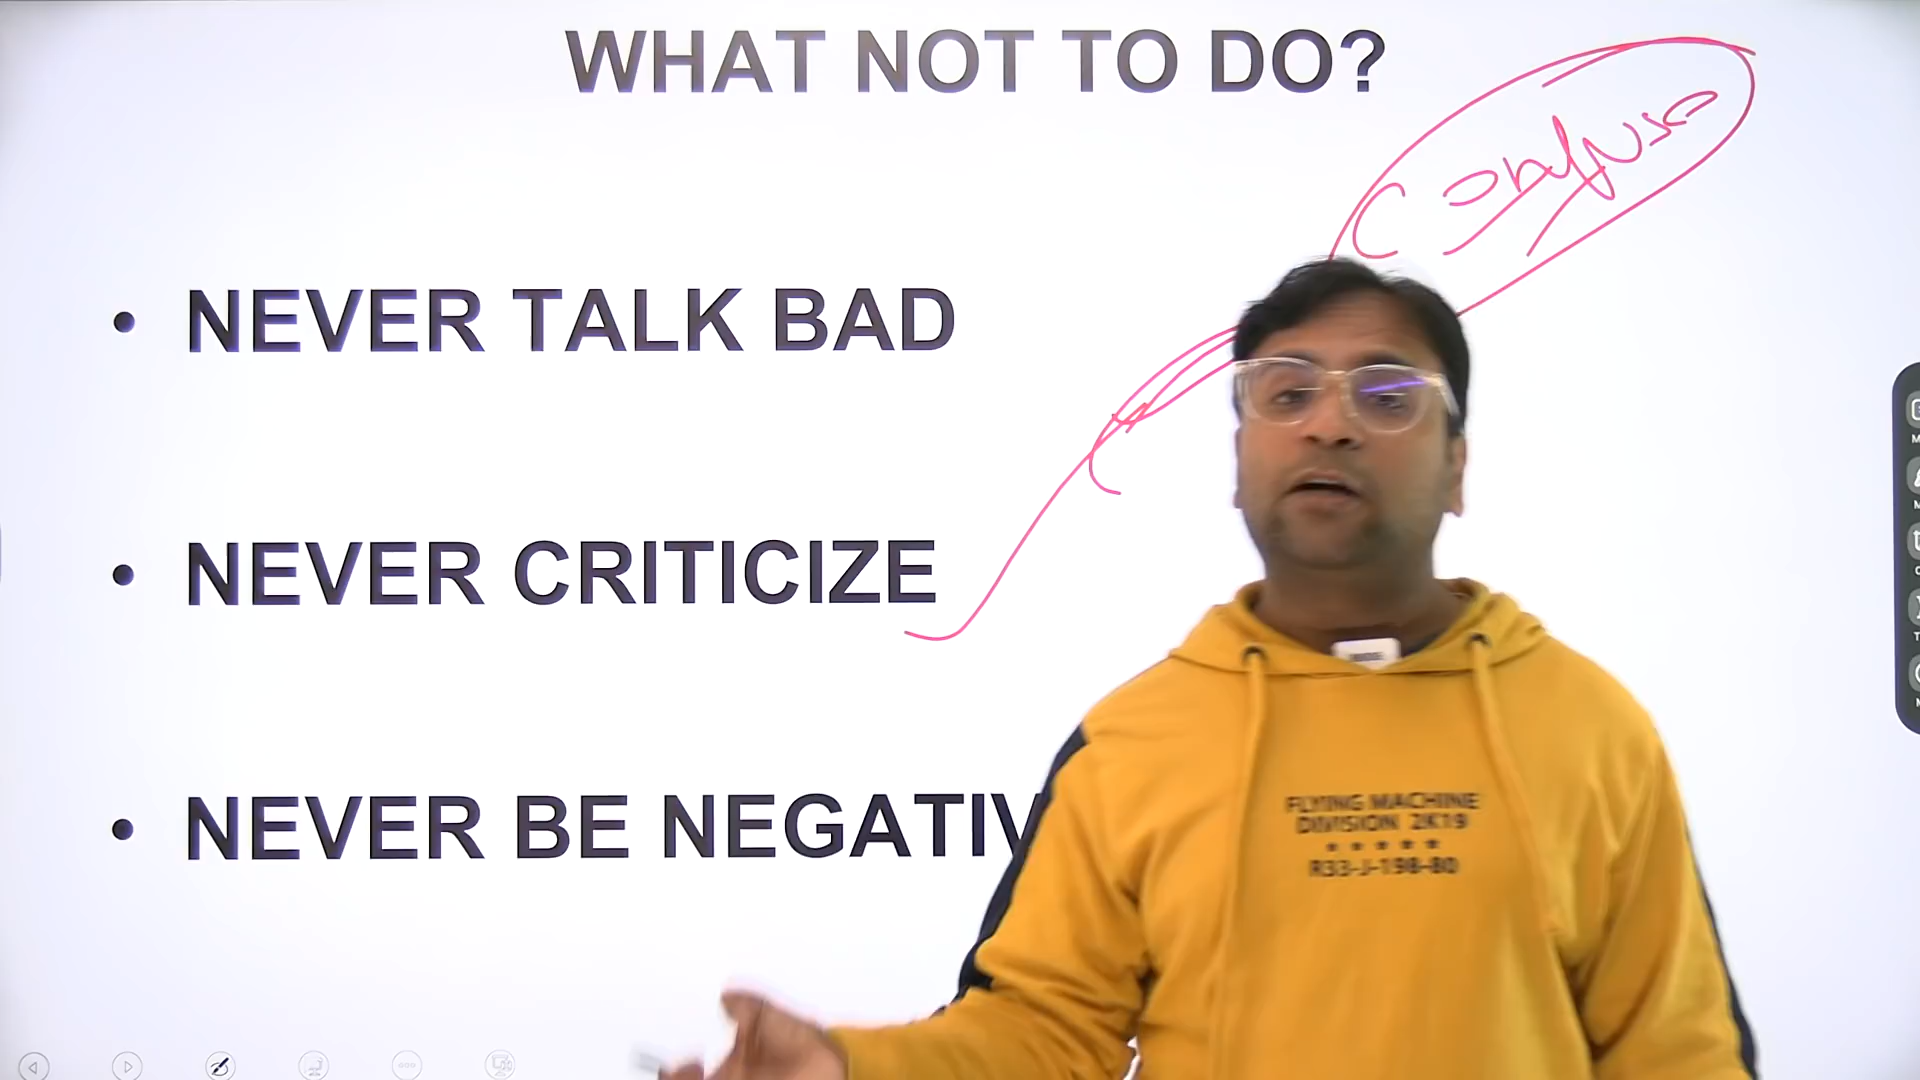 WHAT NOT TO DO?
Confuse
• NEVER TALK BAD
• NEVER CRITICIZE
• NEVER BE NEGATIV
FLYING MACHINE
DIVISION 2K19
R33-J-198-80